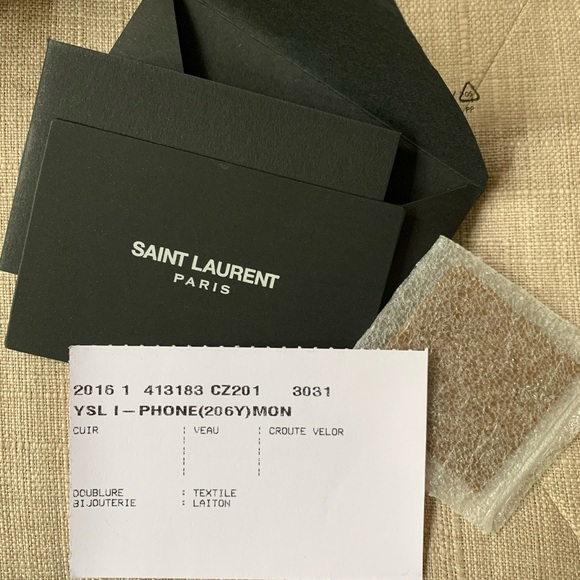 SAINT LAURENT
PARIS
2016 1 413183 CZ201 3031
YSL I-PHONE(206Y)MON
CUIR : VEAU : CROUTE VELOR
DOUBLURE : TEXTILE
BIJOUTERIE : LAITON